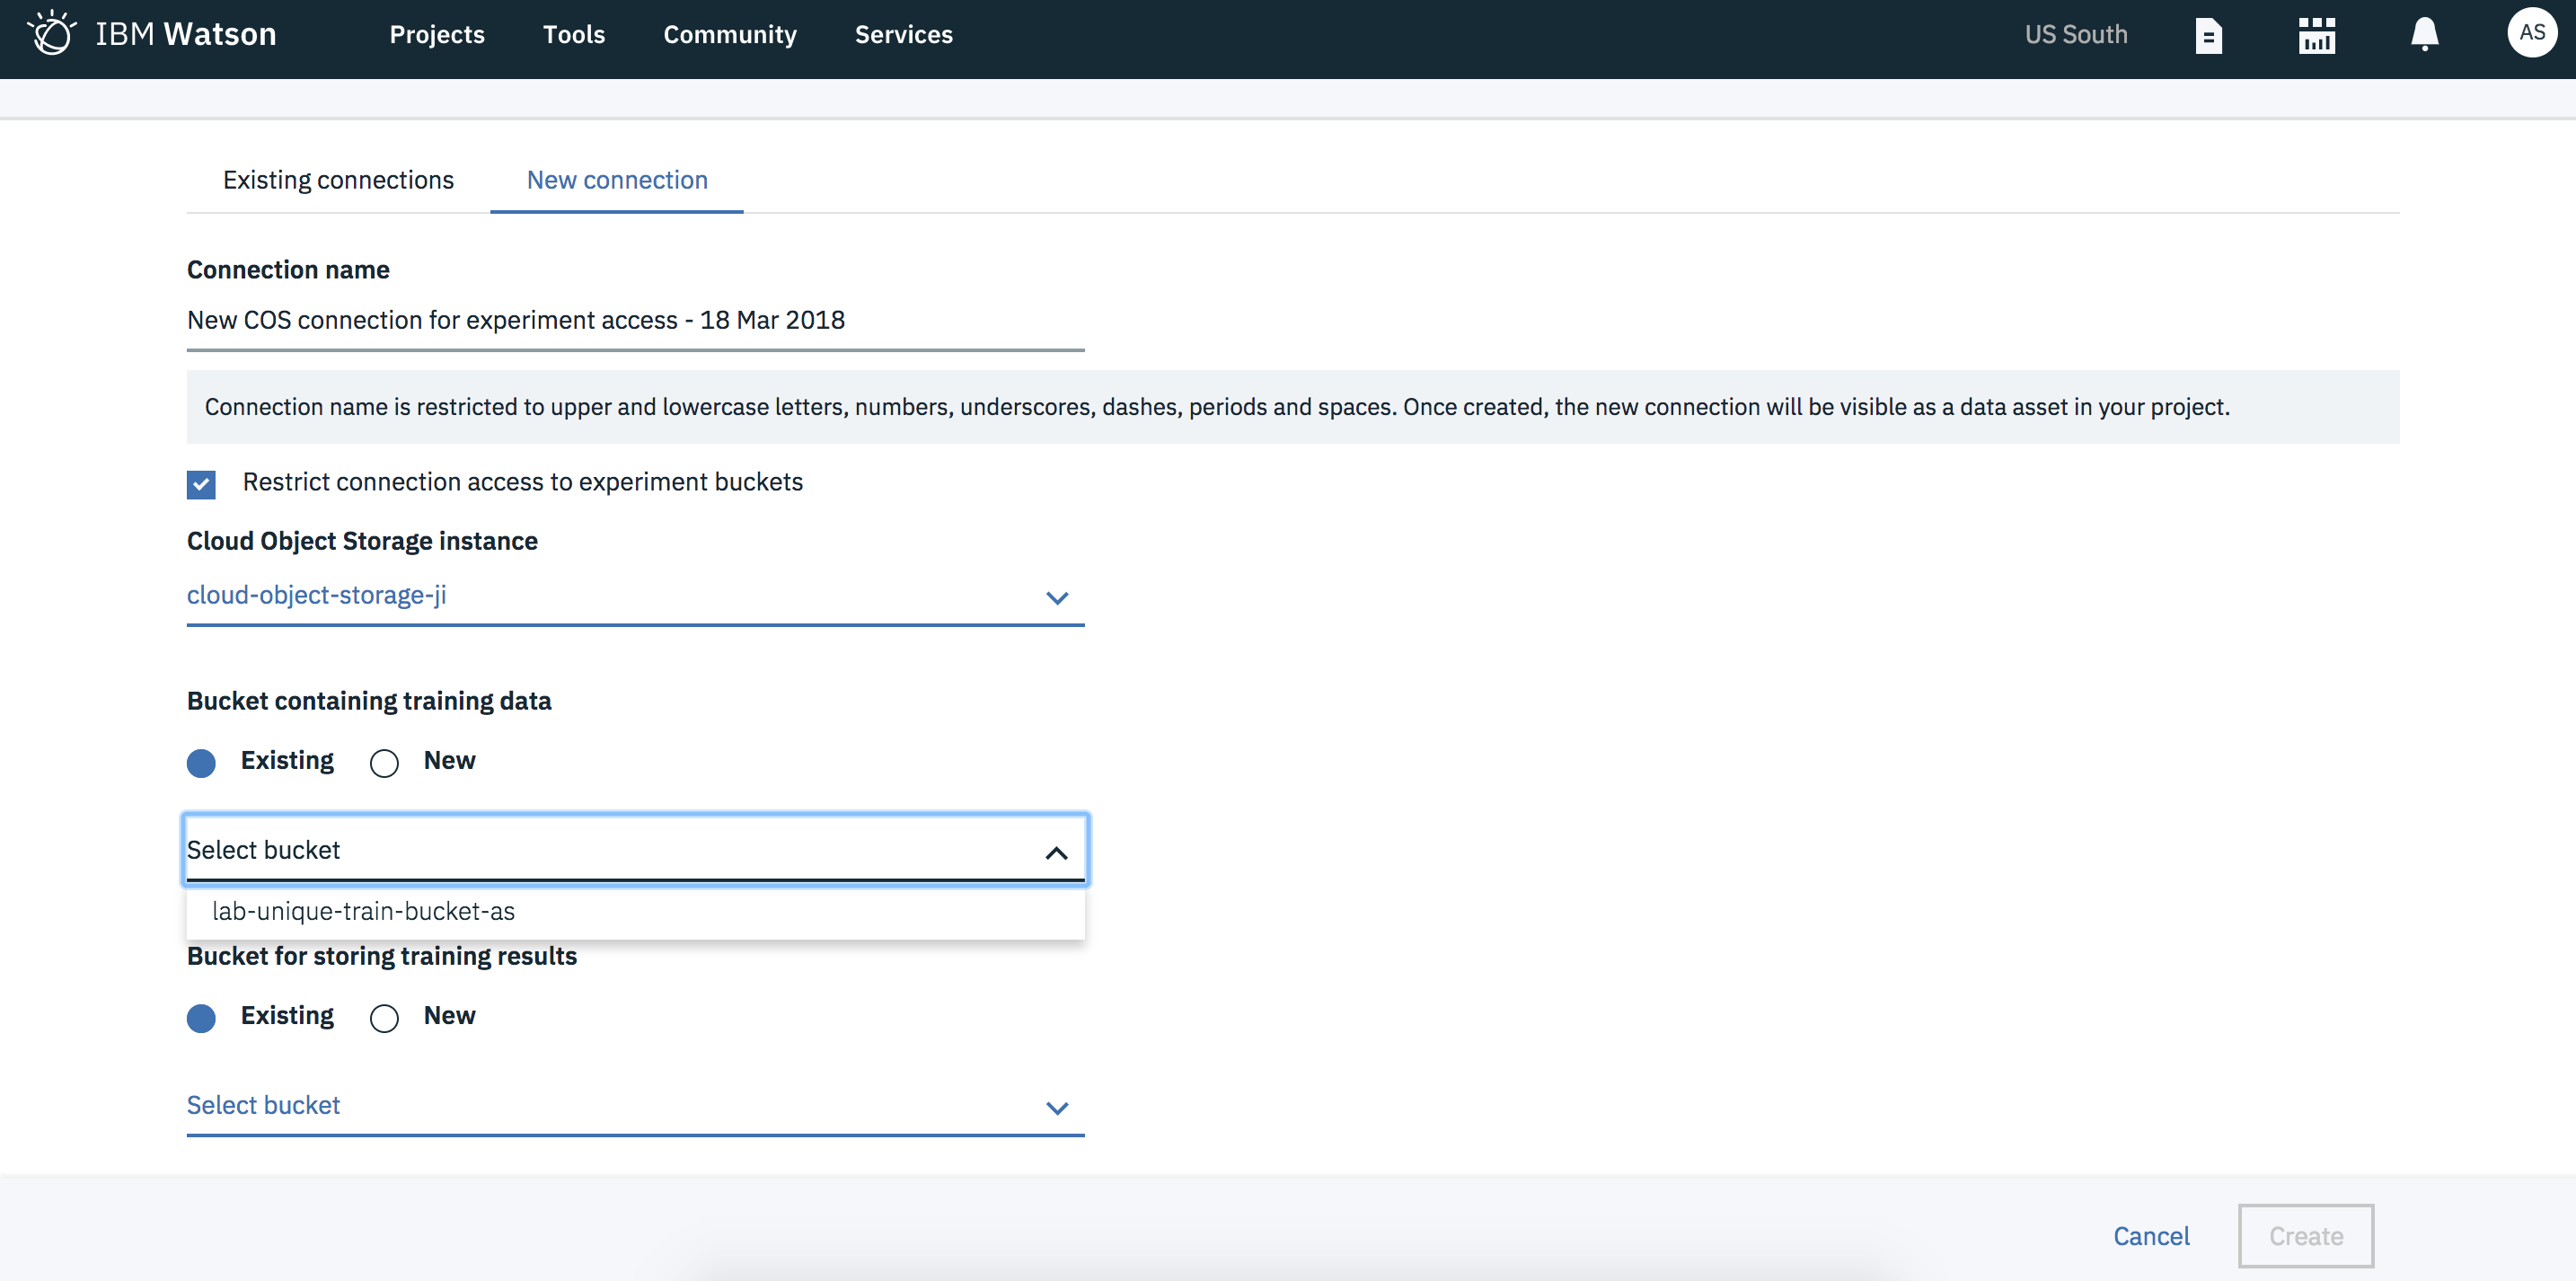 IBM Watson Projects Tools Community Services US South AS
Existing connections New connection
Connection name
New COS connection for experiment access - 18 Mar 2018
Connection name is restricted to upper and lowercase letters, numbers, underscores, dashes, periods and spaces. Once created, the new connection will be visible as a data asset in your project.
Restrict connection access to experiment buckets
Cloud Object Storage instance
cloud-object-storage-ji
Bucket containing training data
Existing New
Select bucket
lab-unique-train-bucket-as
Bucket for storing training results
Existing New
Select bucket
Cancel Create